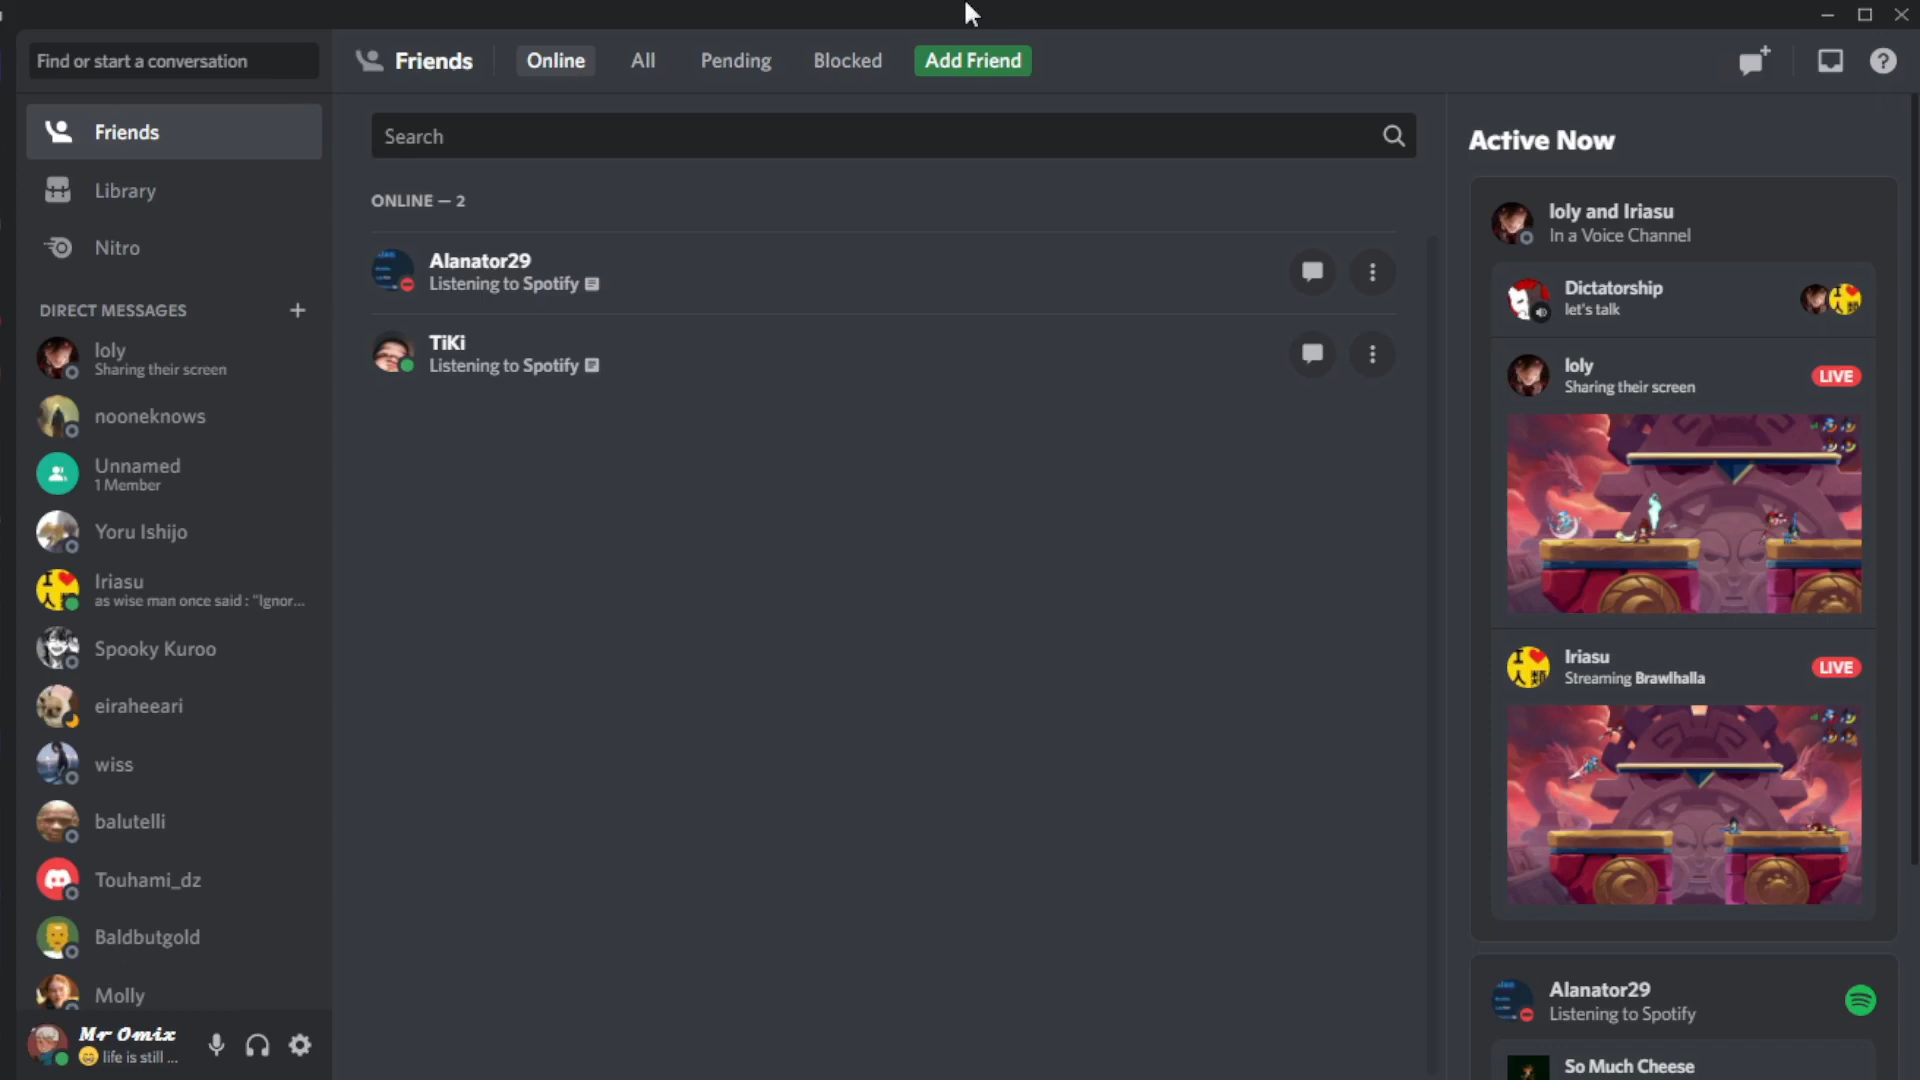 Find or start a conversation
Friends
Online
All
Pending
Blocked
Add Friend
Friends
Library
Nitro
DIRECT MESSAGES
loly
Sharing their screen
nooneknows
Unnamed
1 Member
Yoru Ishijo
Iriasu
as wise man once said : "Ignor...
Spooky Kuroo
eiraheeari
wiss
balutelli
Touhami_dz
Baldbutgold
Molly
Mr Omix
life is still ...
Search
ONLINE — 2
Alanator29
Listening to Spotify
TiKi
Listening to Spotify
Active Now
loly and Iriasu
In a Voice Channel
Dictatorship
let's talk
loly
Sharing their screen
LIVE
Iriasu
Streaming Brawlhalla
LIVE
Alanator29
Listening to Spotify
So Much Cheese